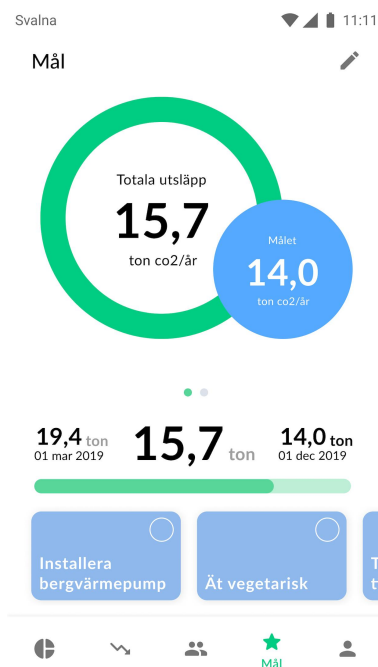 Svalna 11:11
Mål
Totala utsläpp
15,7
ton co2/år
Målet
14,0
ton co2/år
19,4 ton 15,7 ton 14,0 ton
01 mar 2019 01 dec 2019
Installera
bergvärmepump
Ät vegetarisk
T
t
Mål